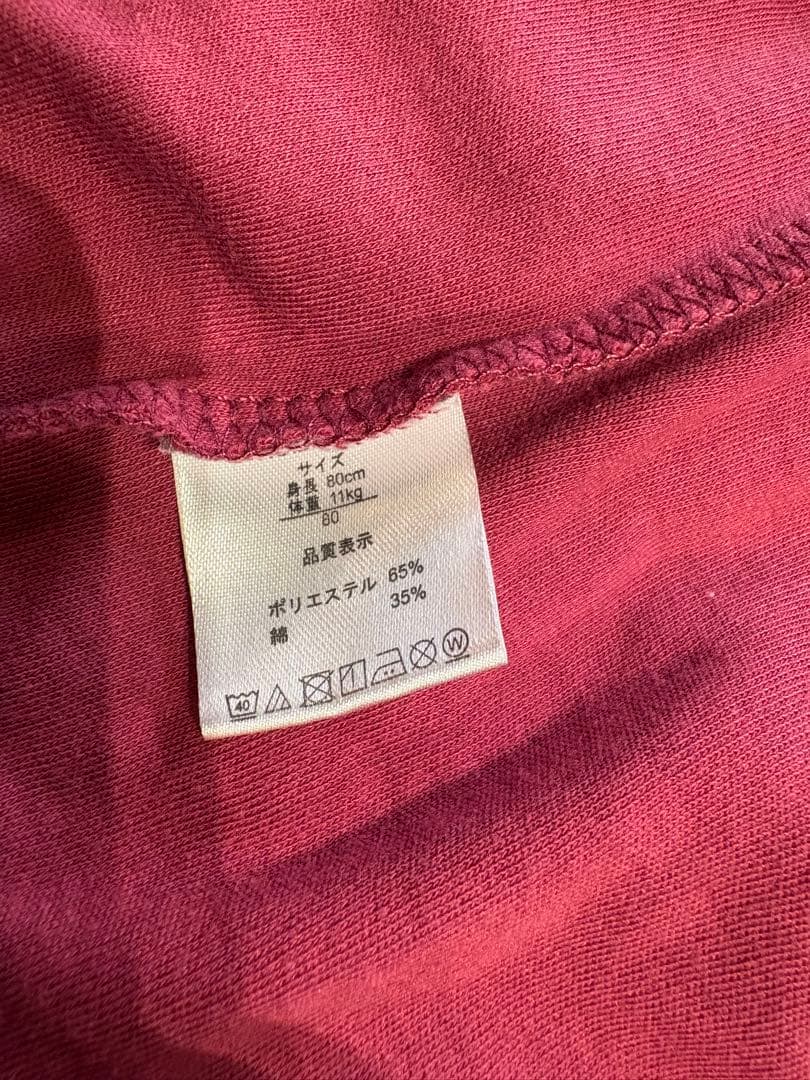 サイズ
身長 80cm
体重 11kg
80
品質表示
ポリエステル 65%
綿 35%
40 W